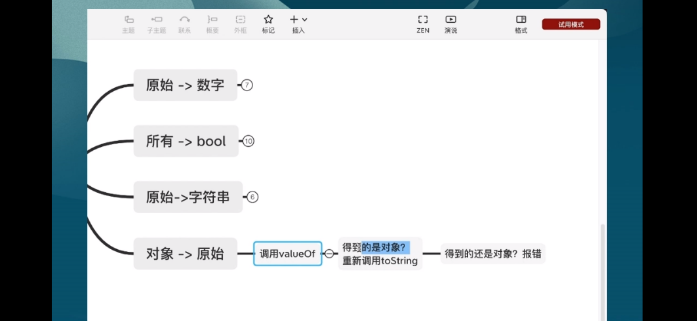 主题
子主题
联系
概要
外框
标记
插入
ZEN
演说
格式
试用模式
原始 -> 数字
7
所有 -> bool
10
原始->字符串
6
对象 -> 原始
调用valueOf
得到的是对象?
重新调用toString
得到的还是对象? 报错